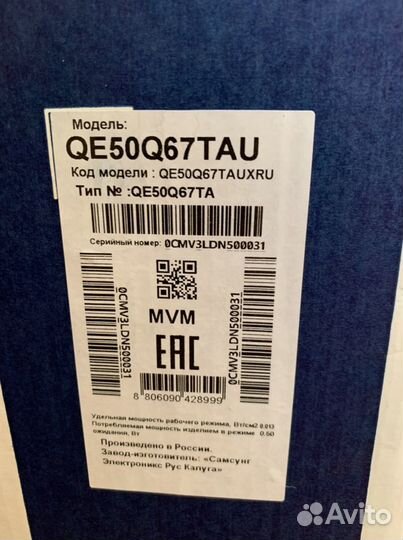 Модель:
QE50Q67TAU
Код модели : QE50Q67TAUXRU
Тип № :QE50Q67TA
Серийный номер: 0CMV3LDN500031
0CMV3LDN500031
MVM
0CMV3LDN500031
EAC
8 806090 428999
Удельная мощность рабочего режима, Вт/см2 0.013
Потребляемая мощность изделием в режиме 0.50
ожидания, Вт
Произведено в России.
Завод-изготовитель: «Самсунг
Электроникс Рус Калуга»
Avito